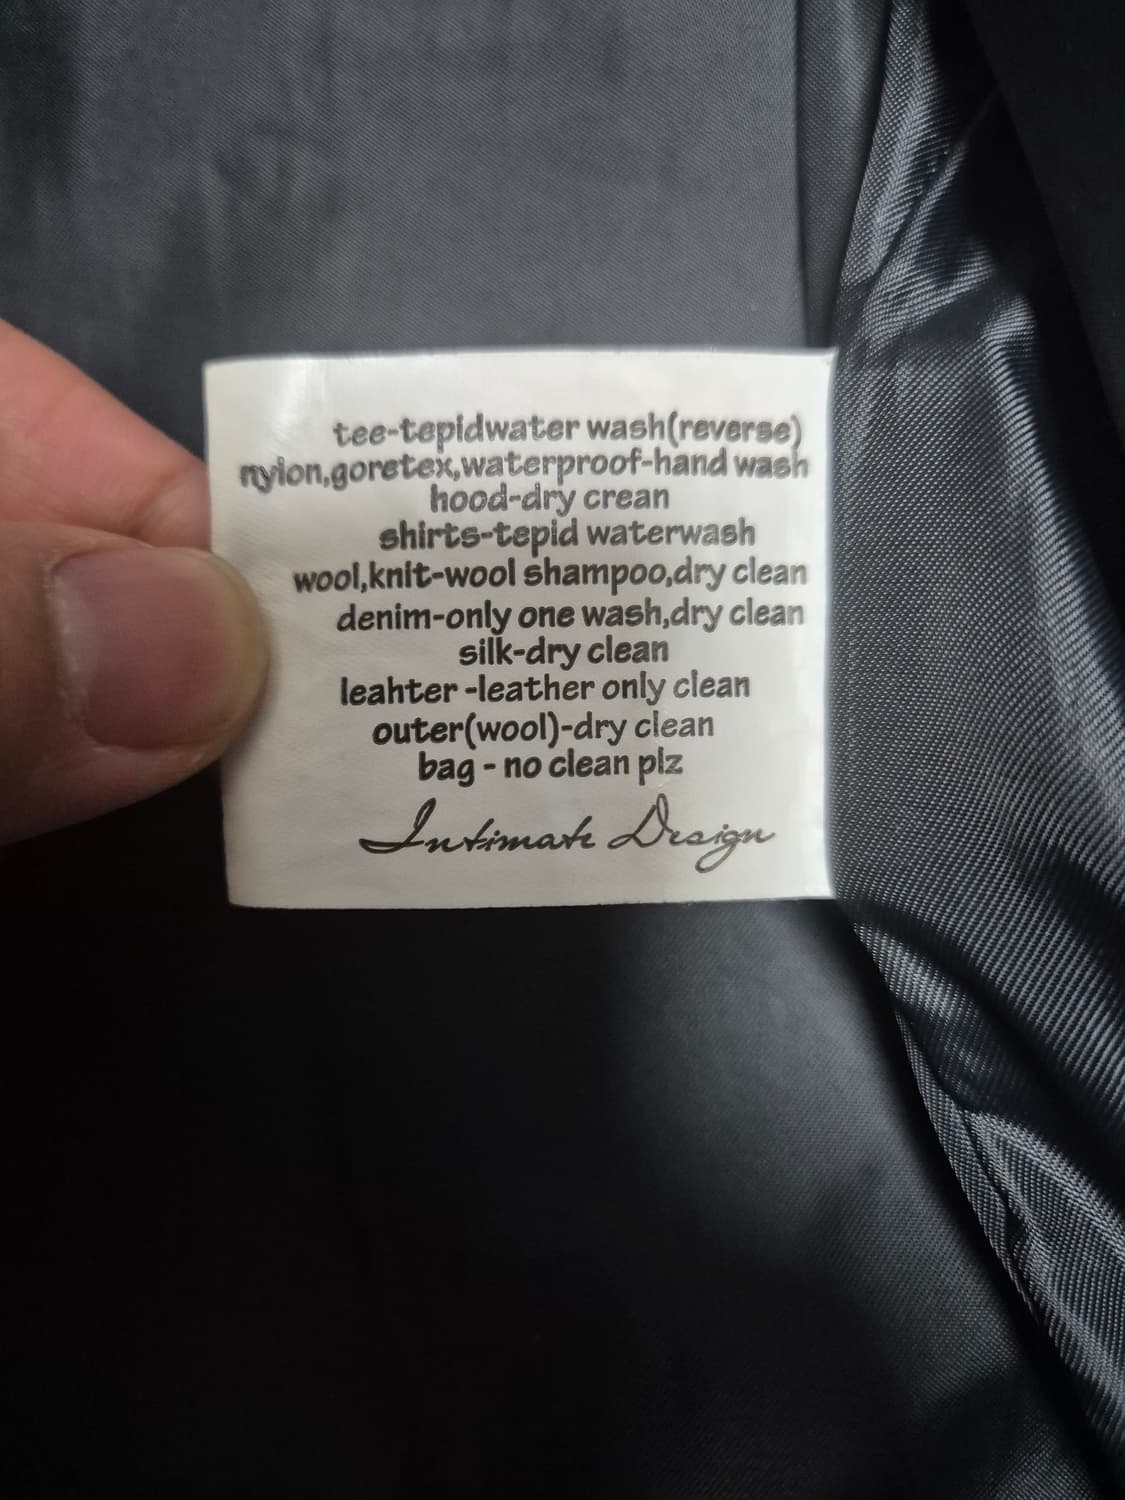 tee-tepidwater wash(reverse)
nylon,goretex,waterproof-hand wash
hood-dry crean
shirts-tepid waterwash
wool,knit-wool shampoo,dry clean
denim-only one wash,dry clean
silk-dry clean
leahter -leather only clean
outer(wool)-dry clean
bag - no clean plz
Intimate Design